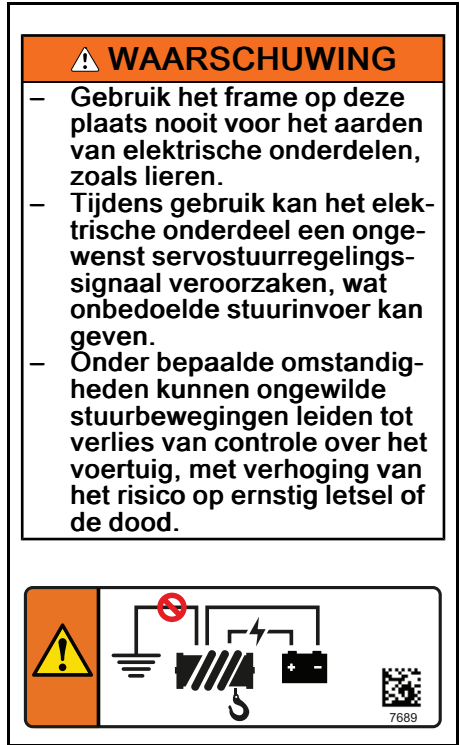 ⚠ WAARSCHUWING
– Gebruik het frame op deze
plaats nooit voor het aarden
van elektrische onderdelen,
zoals lieren.
– Tijdens gebruik kan het elek-
trische onderdeel een onge-
wenst servostuurregelings-
signaal veroorzaken, wat
onbedoelde stuurinvoer kan
geven.
– Onder bepaalde omstandig-
heden kunnen ongewilde
stuurbewegingen leiden tot
verlies van controle over het
voertuig, met verhoging van
het risico op ernstig letsel of
de dood.
+ -
7689